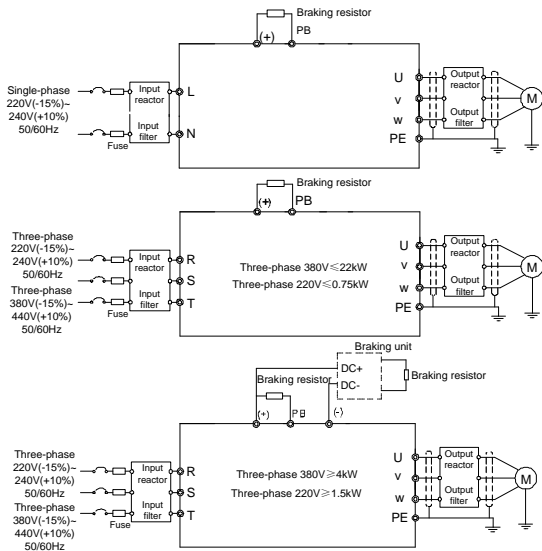 Braking resistor
(+)
PB
Single-phase
220V(-15%)~
240V(+10%)
50/60Hz
Fuse
Input
reactor
Input
filter
L
N
U
v
w
PE
Output
reactor
Output
filter
M
Braking resistor
(+)
PB
Three-phase
220V(-15%)~
240V(+10%)
50/60Hz
Three-phase
380V(-15%)~
440V(+10%)
50/60Hz
Fuse
Input
reactor
Input
filter
R
S
T
Three-phase 380V≤22kW
Three-phase 220V≤0.75kW
U
v
w
PE
Output
reactor
Output
filter
M
Braking unit
DC+
DC-
Braking resistor
Braking resistor
(+)
PB
(-)
Three-phase
220V(-15%)~
240V(+10%)
50/60Hz
Three-phase
380V(-15%)~
440V(+10%)
50/60Hz
Fuse
Input
reactor
Input
filter
R
S
T
Three-phase 380V≥4kW
Three-phase 220V≥1.5kW
U
v
w
PE
Output
reactor
Output
filter
M